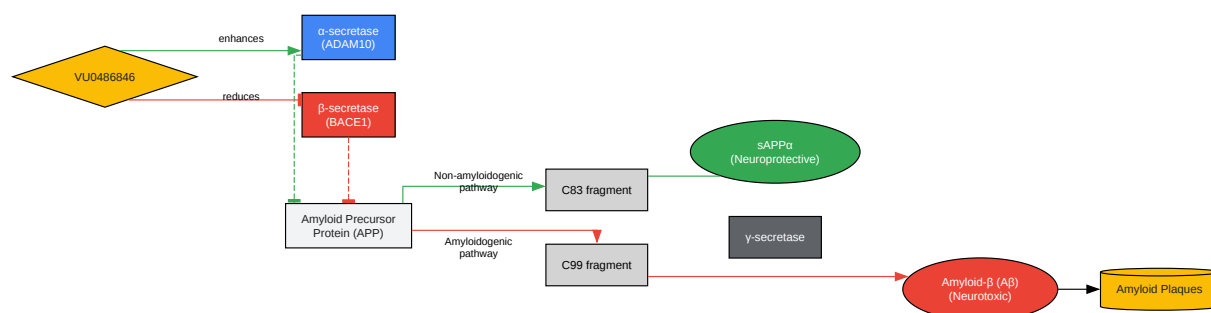 enhances
α-secretase
(ADAM10)
VU0486846
reduces
β-secretase
(BACE1)
sAPPα
(Neuroprotective)
Non-amyloidogenic
pathway
C83 fragment
Amyloid Precursor
Protein (APP)
Amyloidogenic
pathway
γ-secretase
C99 fragment
Amyloid-β (Aβ)
(Neurotoxic)
Amyloid Plaques